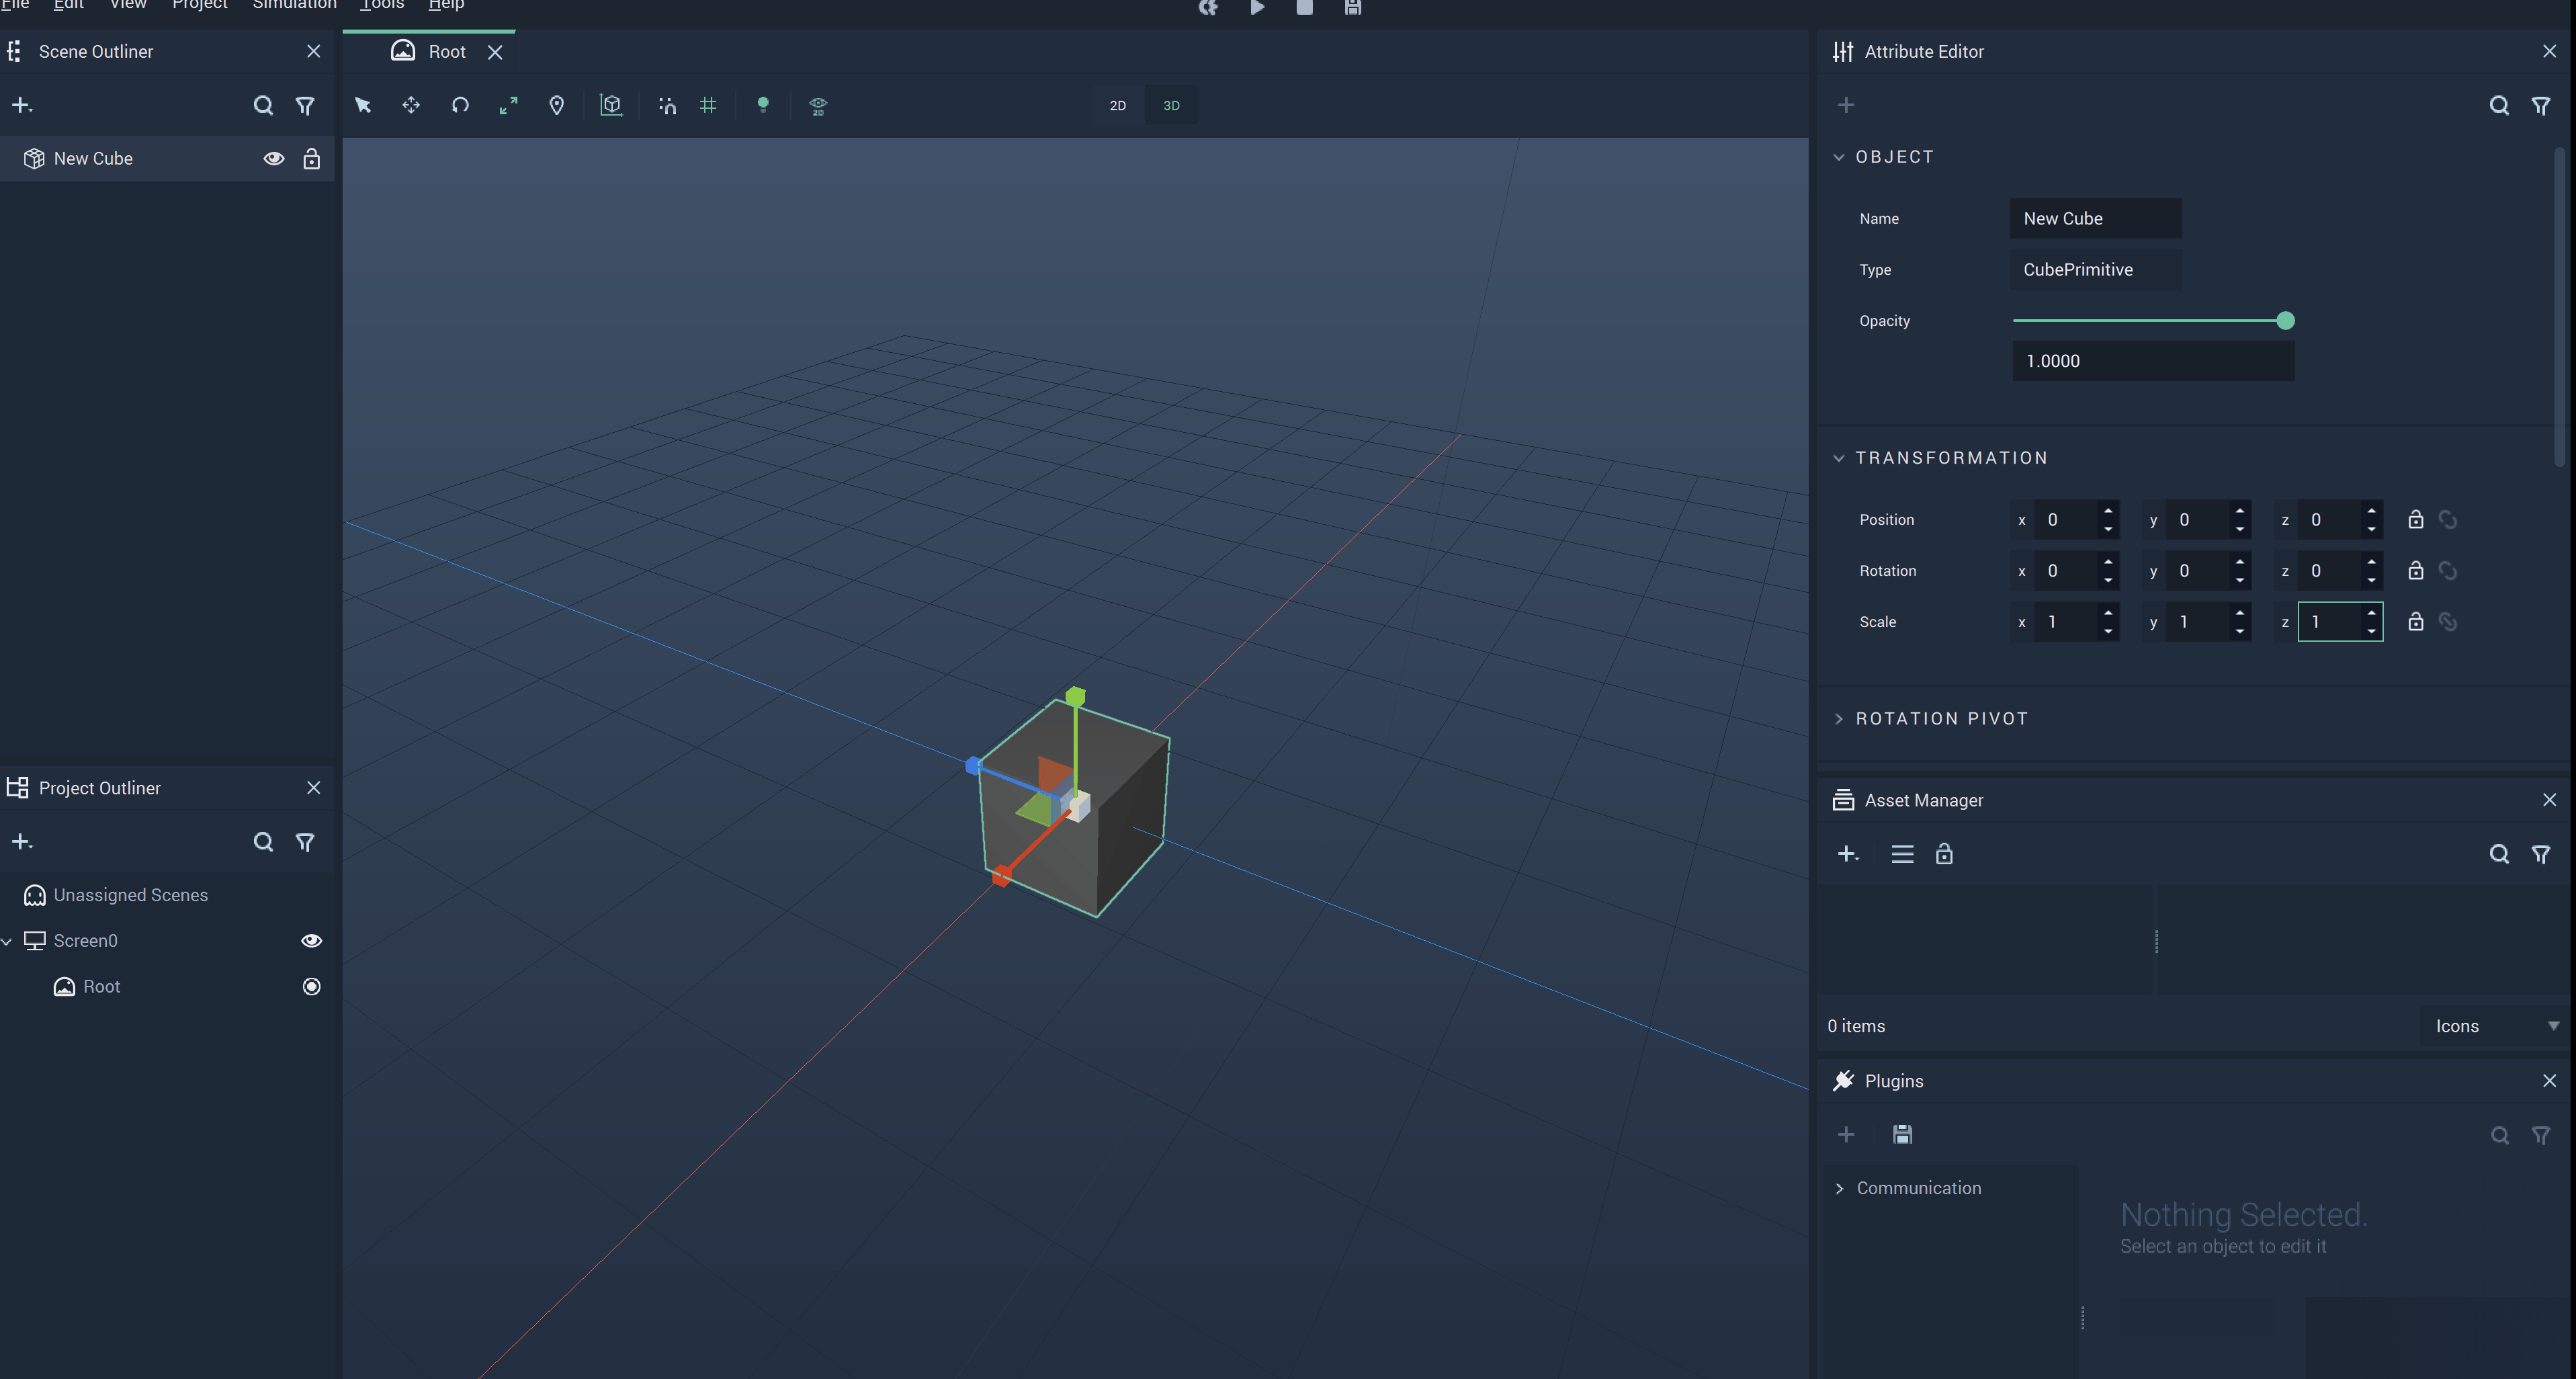 File Edit View Project Simulation Tools Help
Scene Outliner
New Cube
Project Outliner
Unassigned Scenes
Screen0
Root
Root
2D 3D
2D
Attribute Editor
OBJECT
Name New Cube
Type CubePrimitive
Opacity
1.0000
TRANSFORMATION
Position x 0 y 0 z 0
Rotation x 0 y 0 z 0
Scale x 1 y 1 z 1
ROTATION PIVOT
Asset Manager
0 items Icons
Plugins
Communication
Nothing Selected.
Select an object to edit it